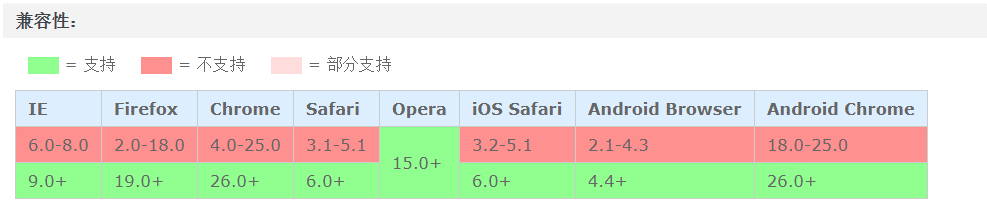 兼容性：
= 支持 = 不支持 = 部分支持
IE Firefox Chrome Safari Opera iOS Safari Android Browser Android Chrome
6.0-8.0 2.0-18.0 4.0-25.0 3.1-5.1 15.0+ 3.2-5.1 2.1-4.3 18.0-25.0
9.0+ 19.0+ 26.0+ 6.0+ 6.0+ 4.4+ 26.0+